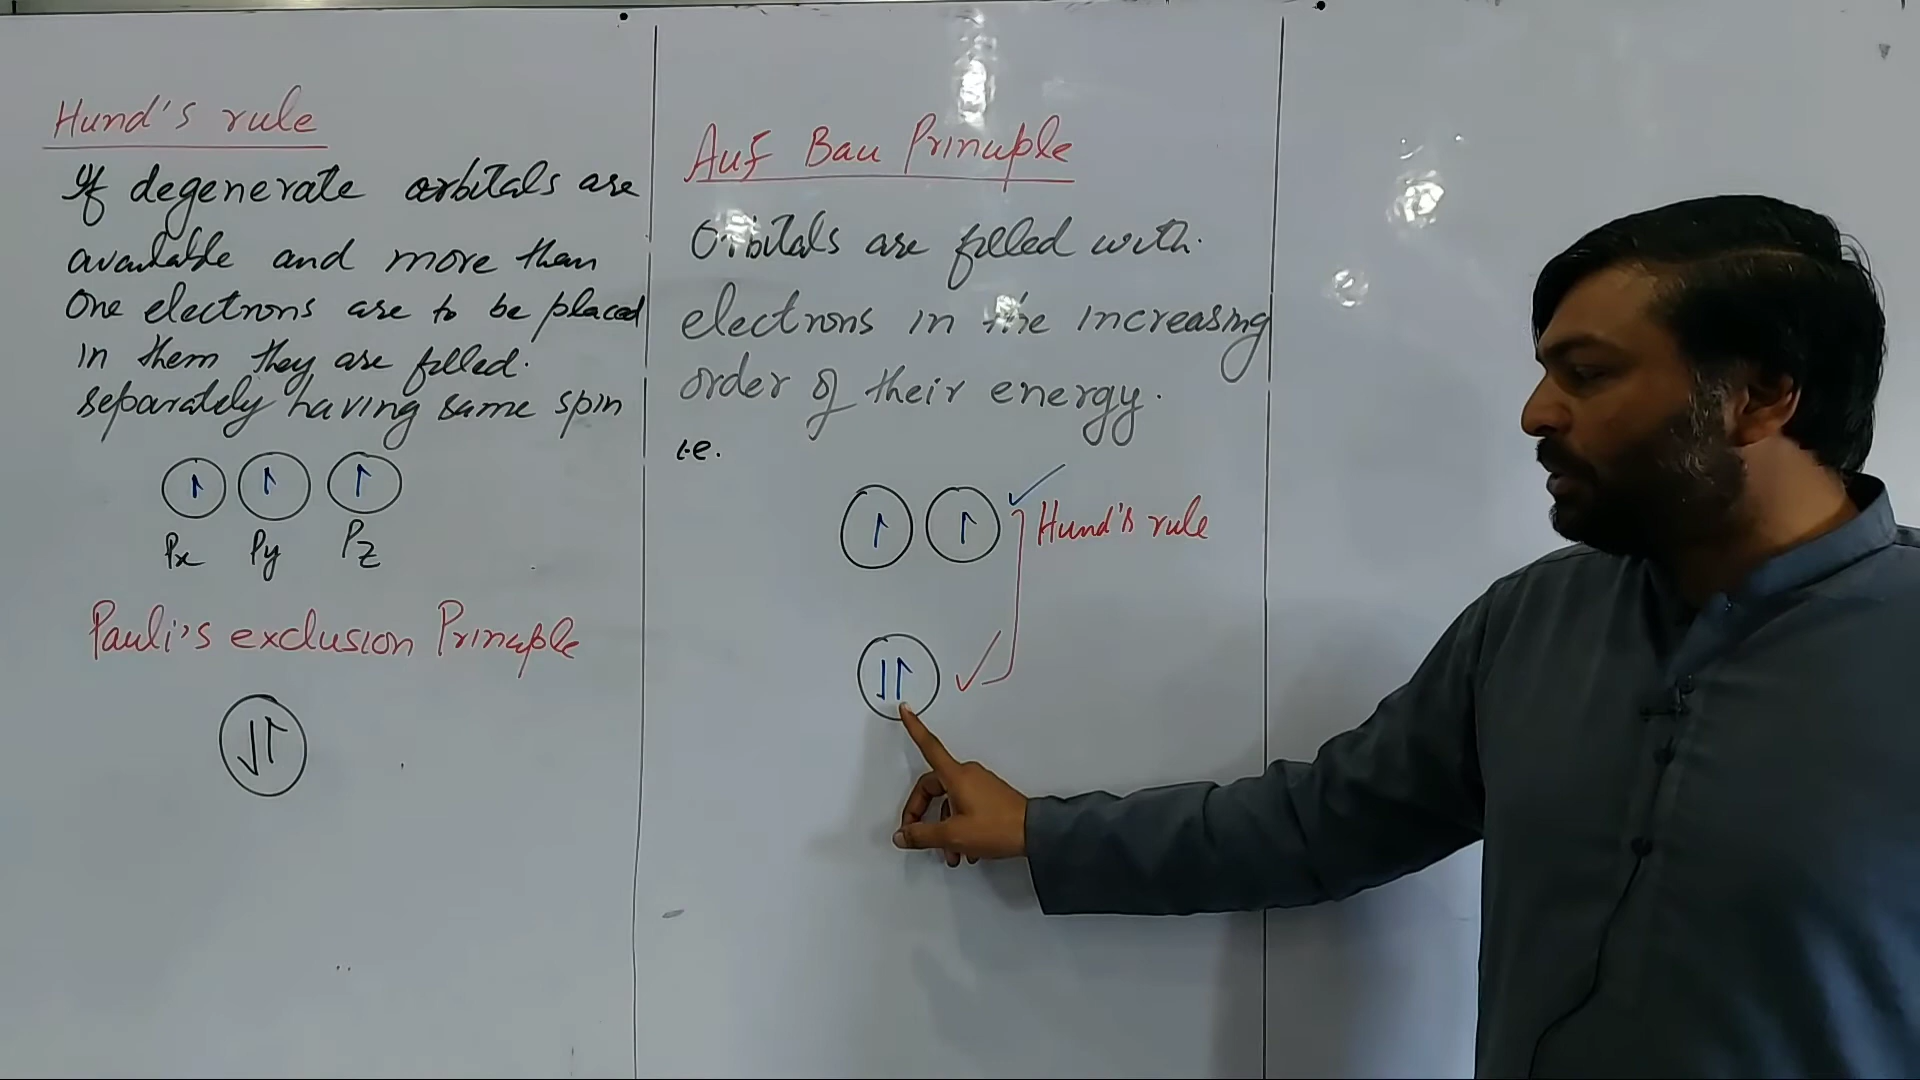 Hund's rule
If degenerate orbitals are
available and more than
One electrons are to be placed
in them they are filled.
separately having same spin
Px Py Pz
Pauli's exclusion Principle
Auf Bau Principle
Orbitals are filled with.
electrons in the increasing
order of their energy.
i.e.
Hund's rule